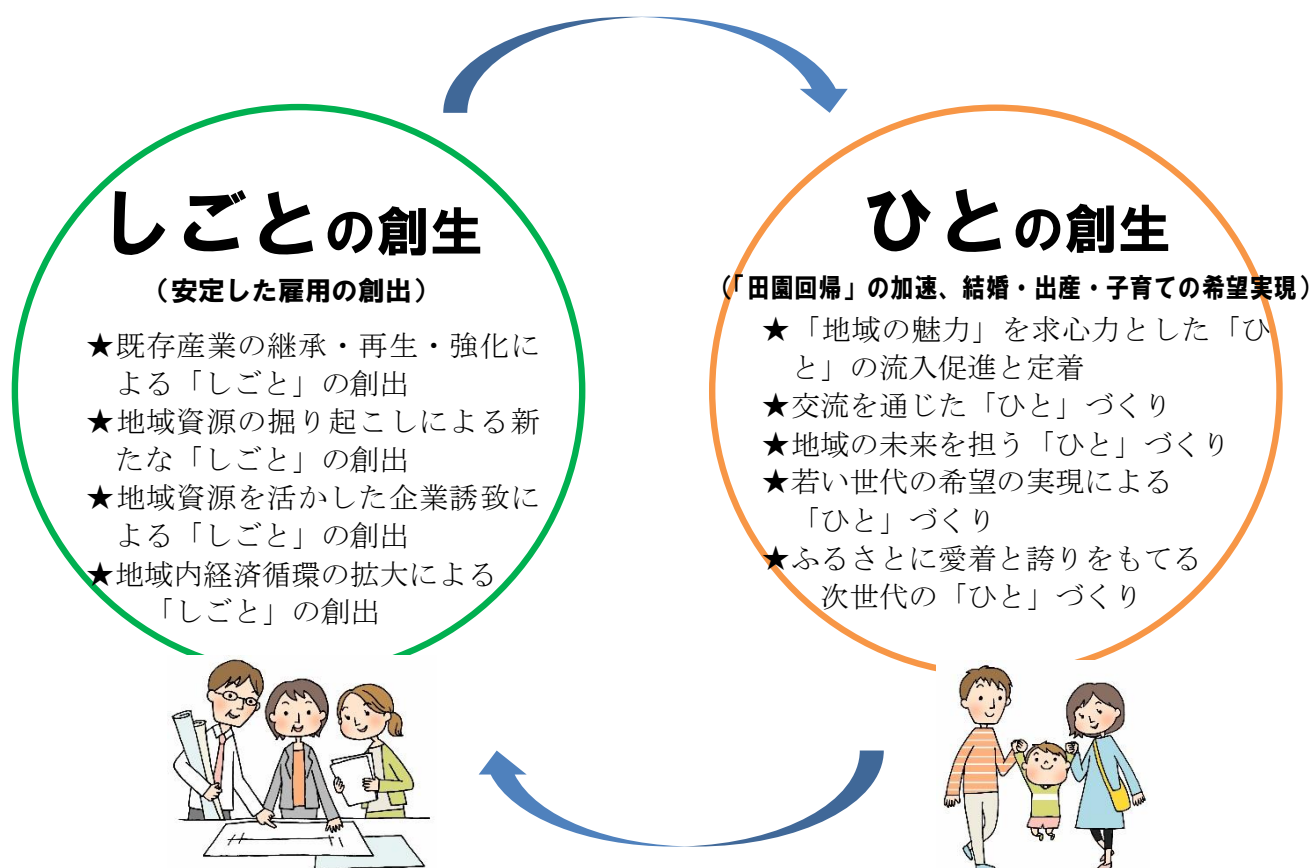 しごとの創生
（安定した雇用の創出）
★既存産業の継承・再生・強化に
よる「しごと」の創出
★地域資源の掘り起こしによる新
たな「しごと」の創出
★地域資源を活かした企業誘致に
よる「しごと」の創出
★地域内経済循環の拡大による
「しごと」の創出
ひとの創生
（「田園回帰」の加速、結婚・出産・子育ての希望実現）
★「地域の魅力」を求心力とした「ひ
と」の流入促進と定着
★交流を通じた「ひと」づくり
★地域の未来を担う「ひと」づくり
★若い世代の希望の実現による
「ひと」づくり
★ふるさとに愛着と誇りをもてる
次世代の「ひと」づくり